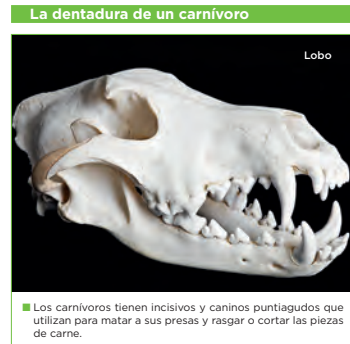 La dentadura de un carnívoro
Lobo
Los carnívoros tienen incisivos y caninos puntiagudos que
utilizan para matar a sus presas y rasgar o cortar las piezas
de carne.